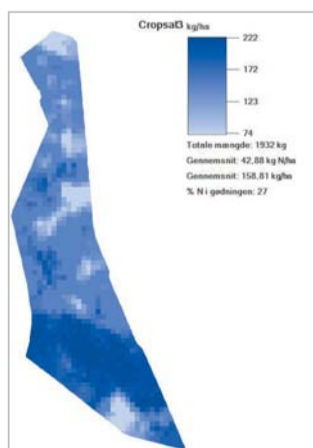 Cropsat3 kg/ha
222
172
123
74
Totale mængde: 1932 kg
Gennemsnit: 42,88 kg N/ha
Gennemsnit: 158,81 kg/ha
% N i gødningen: 27